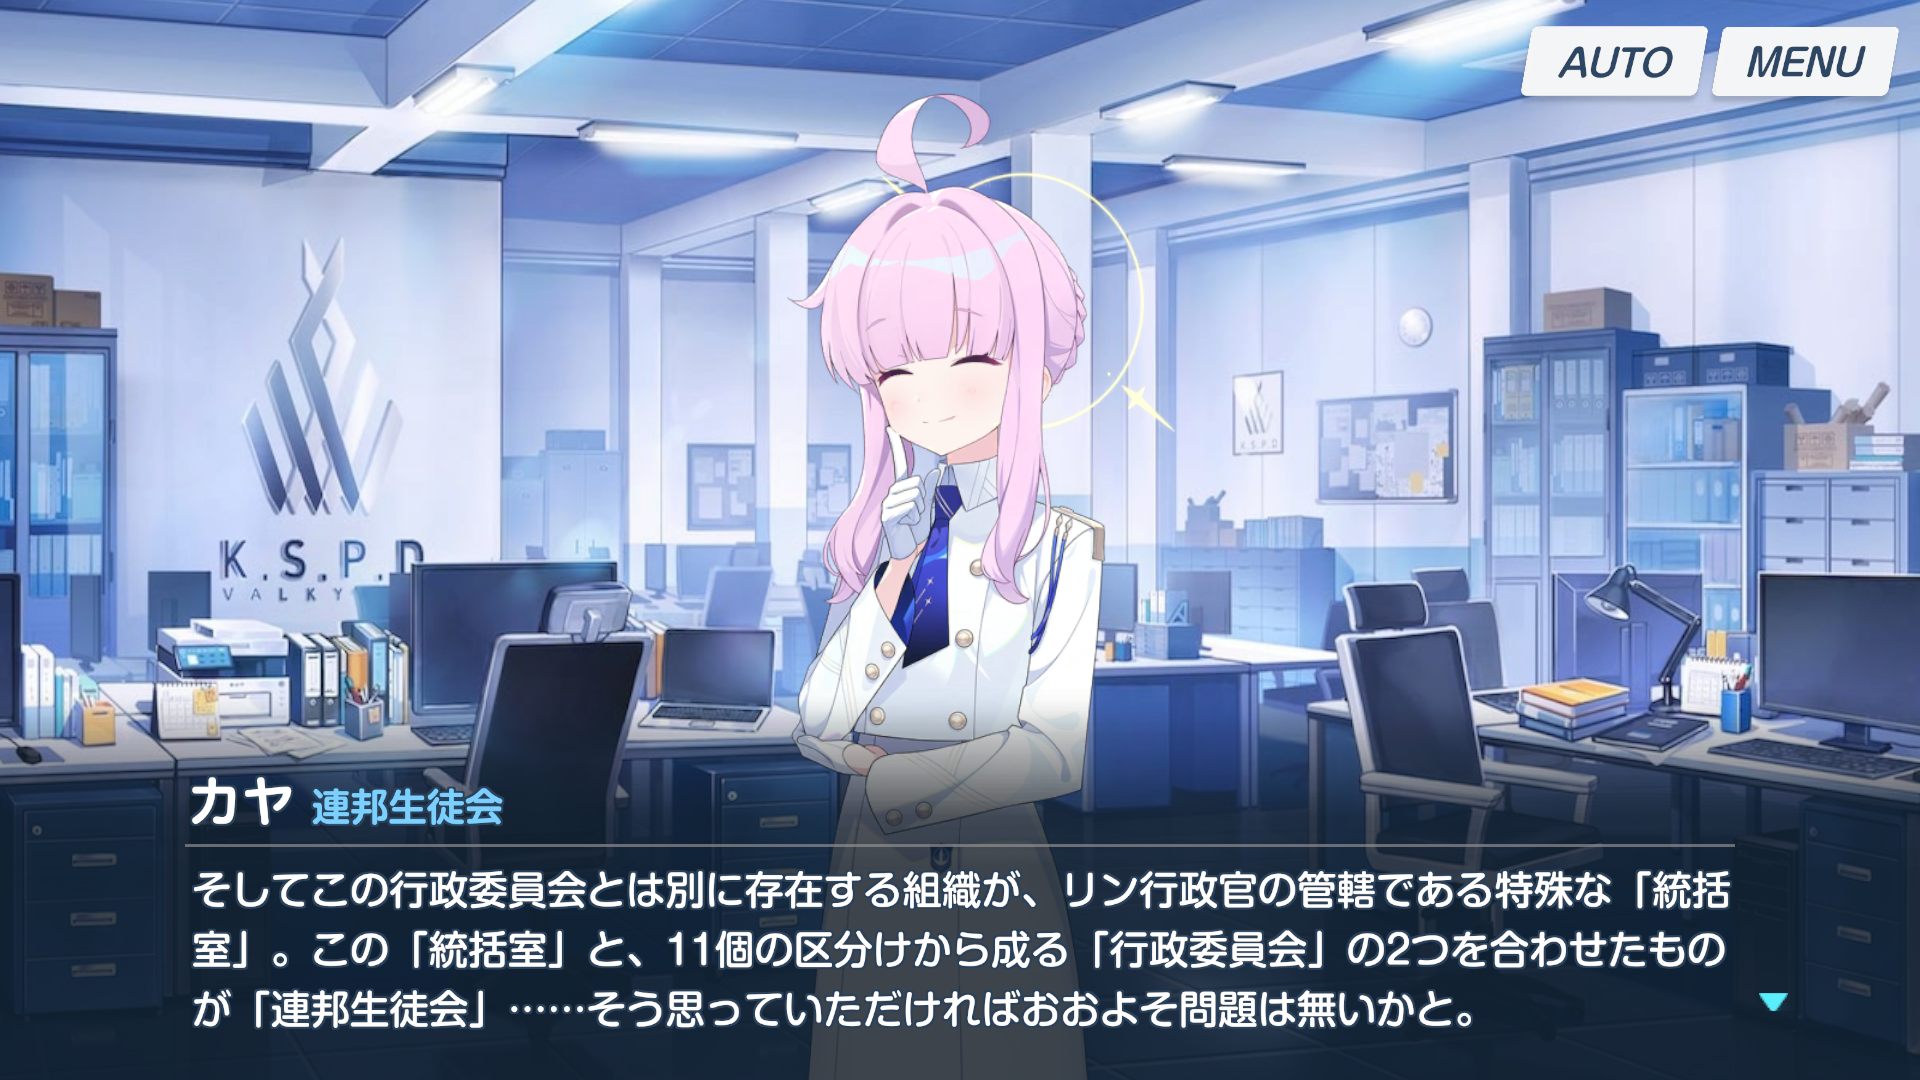 AUTO
MENU
K.S.P.D
VALKY
K.S.P.D
カヤ 連邦生徒会
そしてこの行政委員会とは別に存在する組織が、リン行政官の管轄である特殊な「統括
室」。この「統括室」と、11個の区分けから成る「行政委員会」の2つを合わせたもの
が「連邦生徒会」……そう思っていただければおおよそ問題は無いかと。